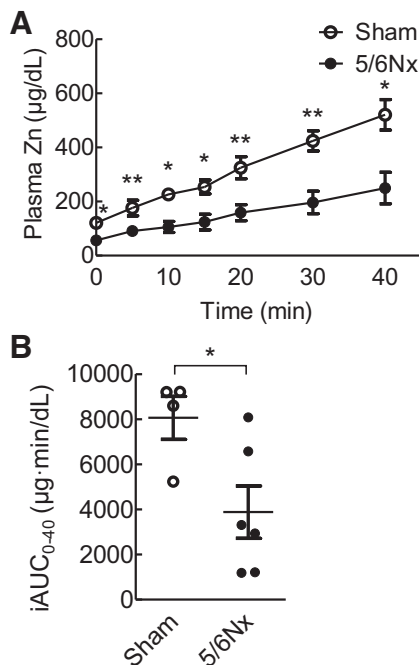 A
Plasma Zn (µg/dL)
800
600
400
200
0
Sham
5/6Nx
*
**
*
*
**
**
*
0
10
20
30
40
Time (min)
B
iAUC0-40 (µg·min/dL)
10000
8000
6000
4000
2000
0
*
Sham
5/6Nx